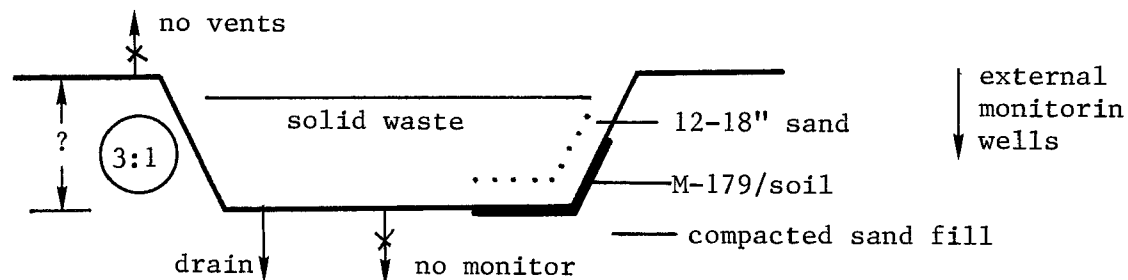 no vents
external
monitorin
wells
solid waste
12-18" sand
?
3:1
M-179/soil
compacted sand fill
drain
no monitor